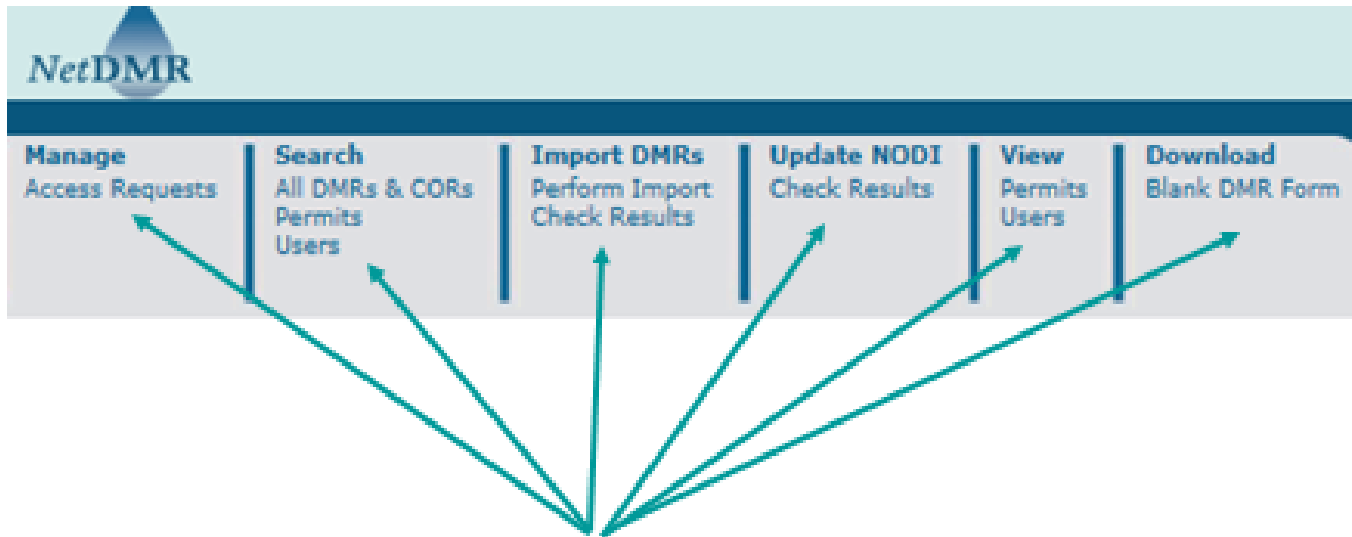 NetDMR
Manage
Access Requests
Search
All DMRs & CORs
Permits
Users
Import DMRs
Perform Import
Check Results
Update NODI
Check Results
View
Permits
Users
Download
Blank DMR Form